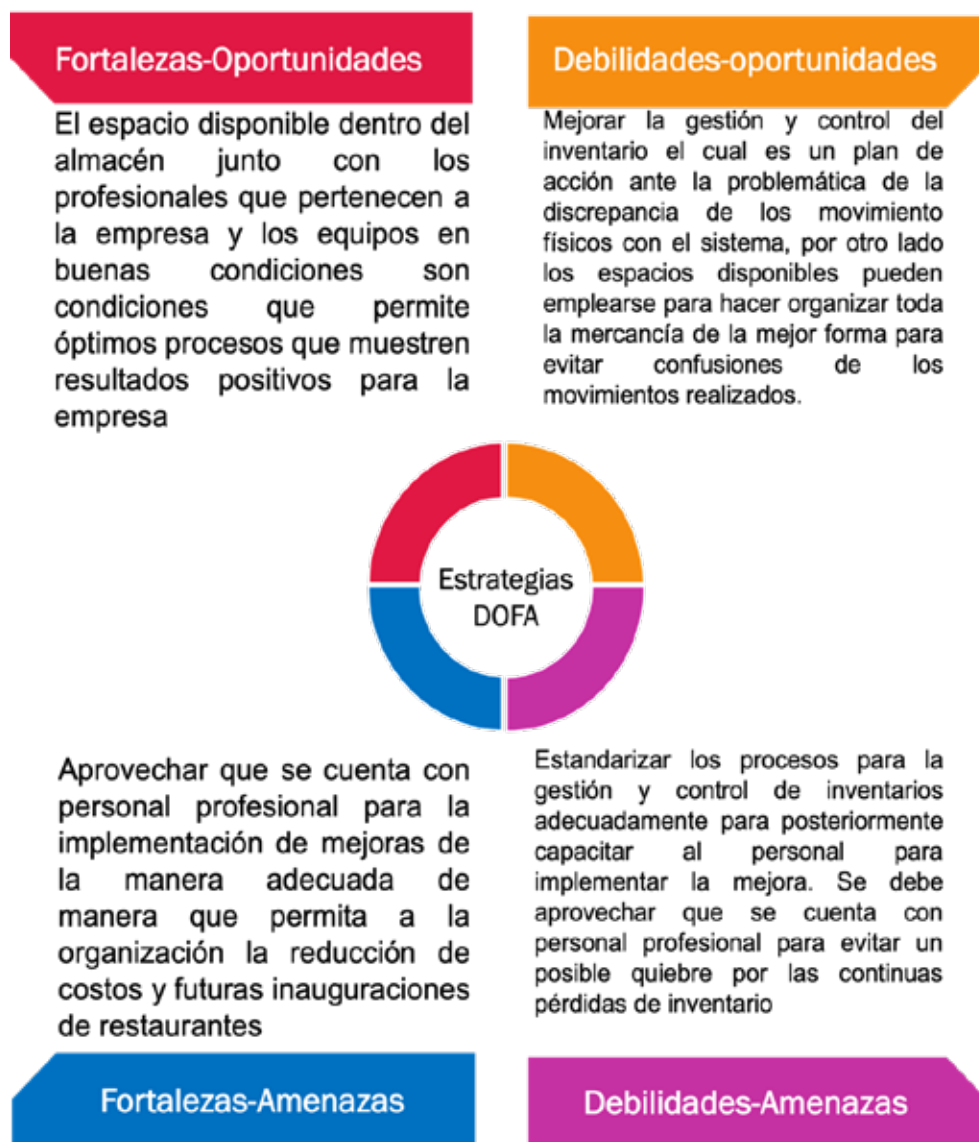 Fortalezas-Oportunidades
El espacio disponible dentro del
almacén junto con los
profesionales que pertenecen a
la empresa y los equipos en
buenas condiciones son
condiciones que permite
óptimos procesos que muestren
resultados positivos para la
empresa
Debilidades-oportunidades
Mejorar la gestión y control del
inventario el cual es un plan de
acción ante la problemática de la
discrepancia de los movimiento
físicos con el sistema, por otro lado
los espacios disponibles pueden
emplearse para hacer organizar toda
la mercancía de la mejor forma para
evitar confusiones de los
movimientos realizados.
Estrategias
DOFA
Aprovechar que se cuenta con
personal profesional para la
implementación de mejoras de
la manera adecuada de
manera que permita a la
organización la reducción de
costos y futuras inauguraciones
de restaurantes
Fortalezas-Amenazas
Estandarizar los procesos para la
gestión y control de inventarios
adecuadamente para posteriormente
capacitar al personal para
implementar la mejora. Se debe
aprovechar que se cuenta con
personal profesional para evitar un
posible quiebre por las continuas
pérdidas de inventario
Debilidades-Amenazas